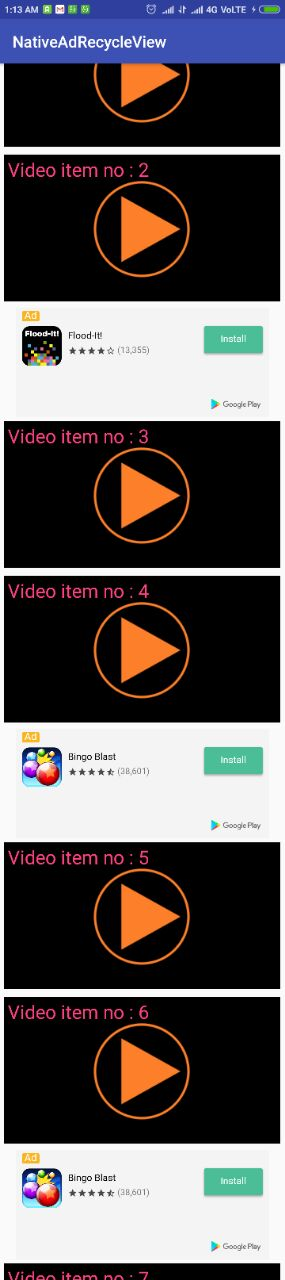 1:13 AM 4G VoLTE
NativeAdRecycleView
Video item no : 2
Ad
Flood-It!
Flood-It!
(13,355)
Install
Google Play
Video item no : 3
Video item no : 4
Ad
Bingo Blast
(38,601)
Install
Google Play
Video item no : 5
Video item no : 6
Ad
Bingo Blast
(38,601)
Install
Google Play
Video item no : 7